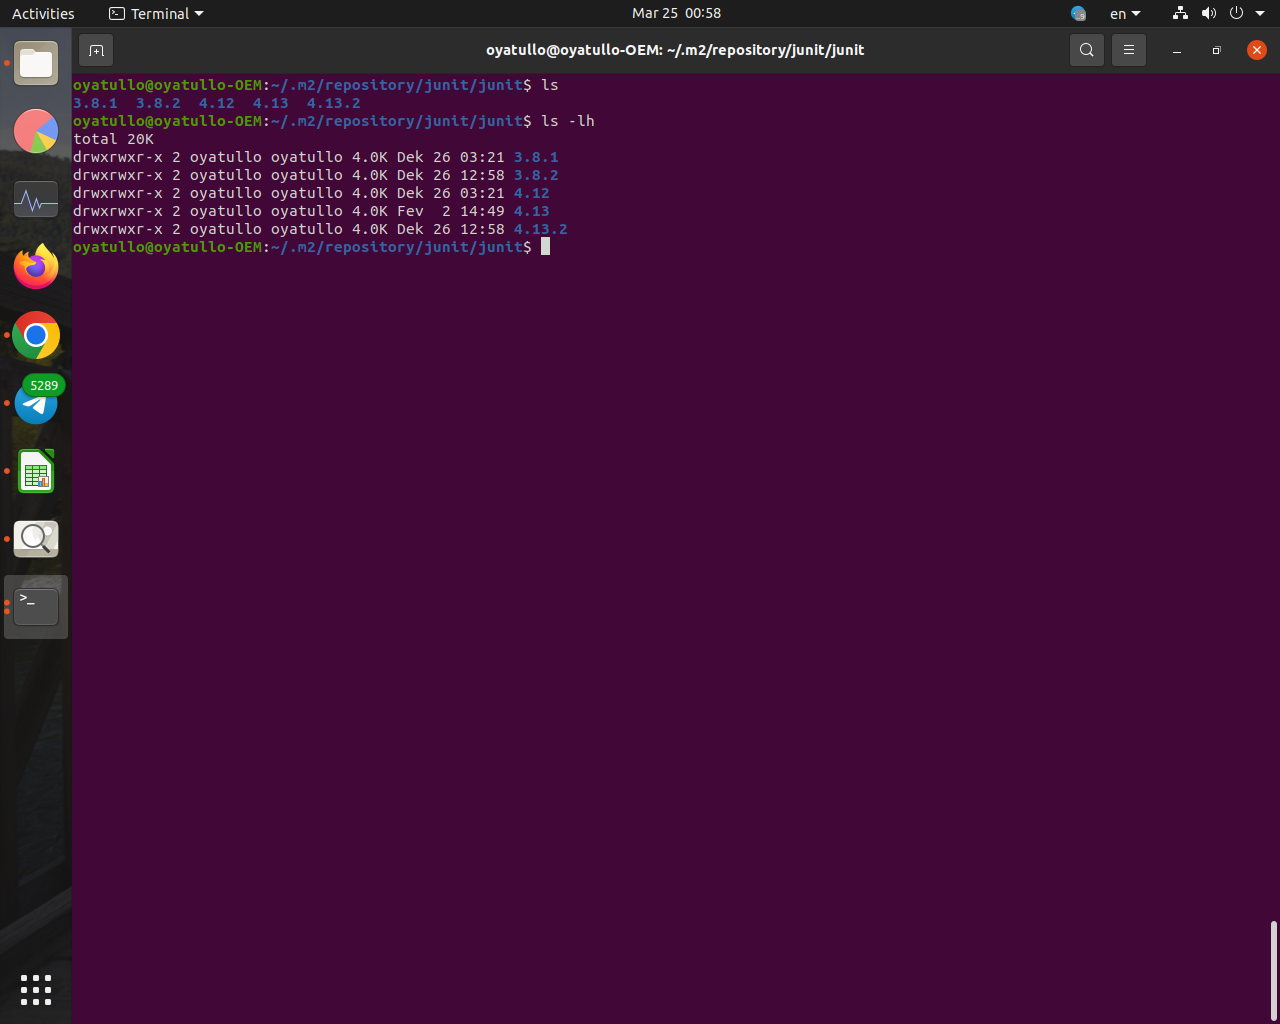 Activities Terminal Mar 25 00:58 en
oyatullo@oyatullo-OEM: ~/.m2/repository/junit/junit
oyatullo@oyatullo-OEM:~/.m2/repository/junit/junit$ ls
3.8.1 3.8.2 4.12 4.13 4.13.2
oyatullo@oyatullo-OEM:~/.m2/repository/junit/junit$ ls -lh
total 20K
drwxrwxr-x 2 oyatullo oyatullo 4.0K Dek 26 03:21 3.8.1
drwxrwxr-x 2 oyatullo oyatullo 4.0K Dek 26 12:58 3.8.2
drwxrwxr-x 2 oyatullo oyatullo 4.0K Dek 26 03:21 4.12
drwxrwxr-x 2 oyatullo oyatullo 4.0K Fev  2 14:49 4.13
drwxrwxr-x 2 oyatullo oyatullo 4.0K Dek 26 12:58 4.13.2
oyatullo@oyatullo-OEM:~/.m2/repository/junit/junit$
5289
>_